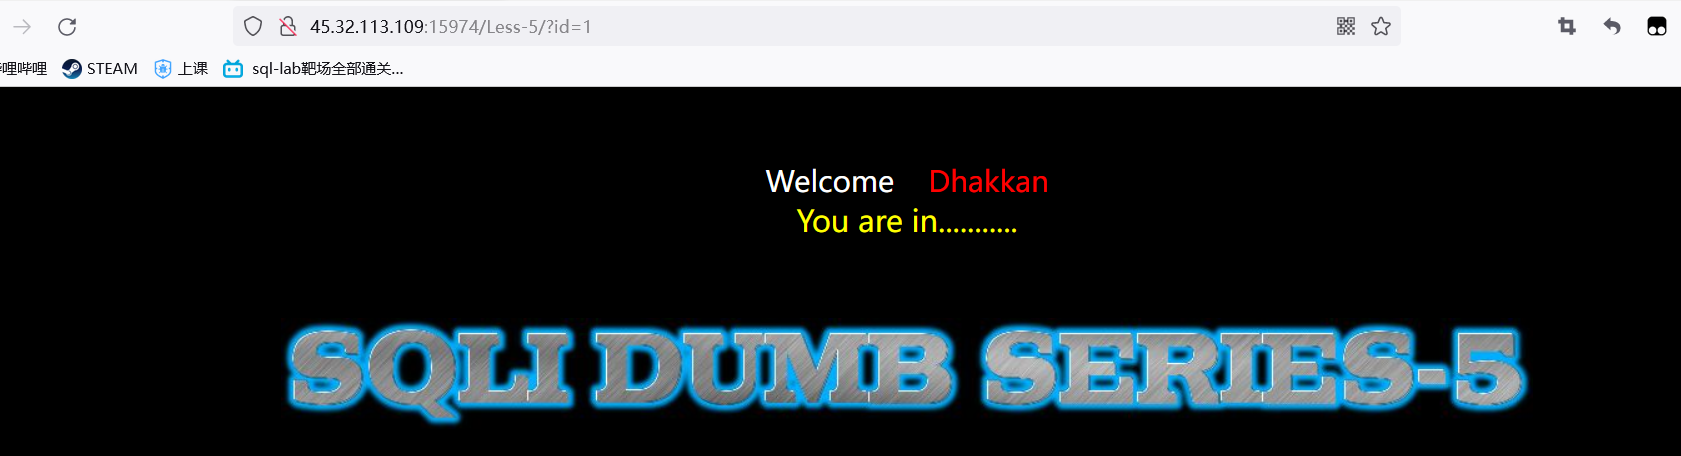 45.32.113.109:15974/Less-5/?id=1
哩哔哩 STEAM 上课 sql-lab靶场全部通关...
Welcome Dhakkan
You are in...........
SQLI DUMB SERIES-5